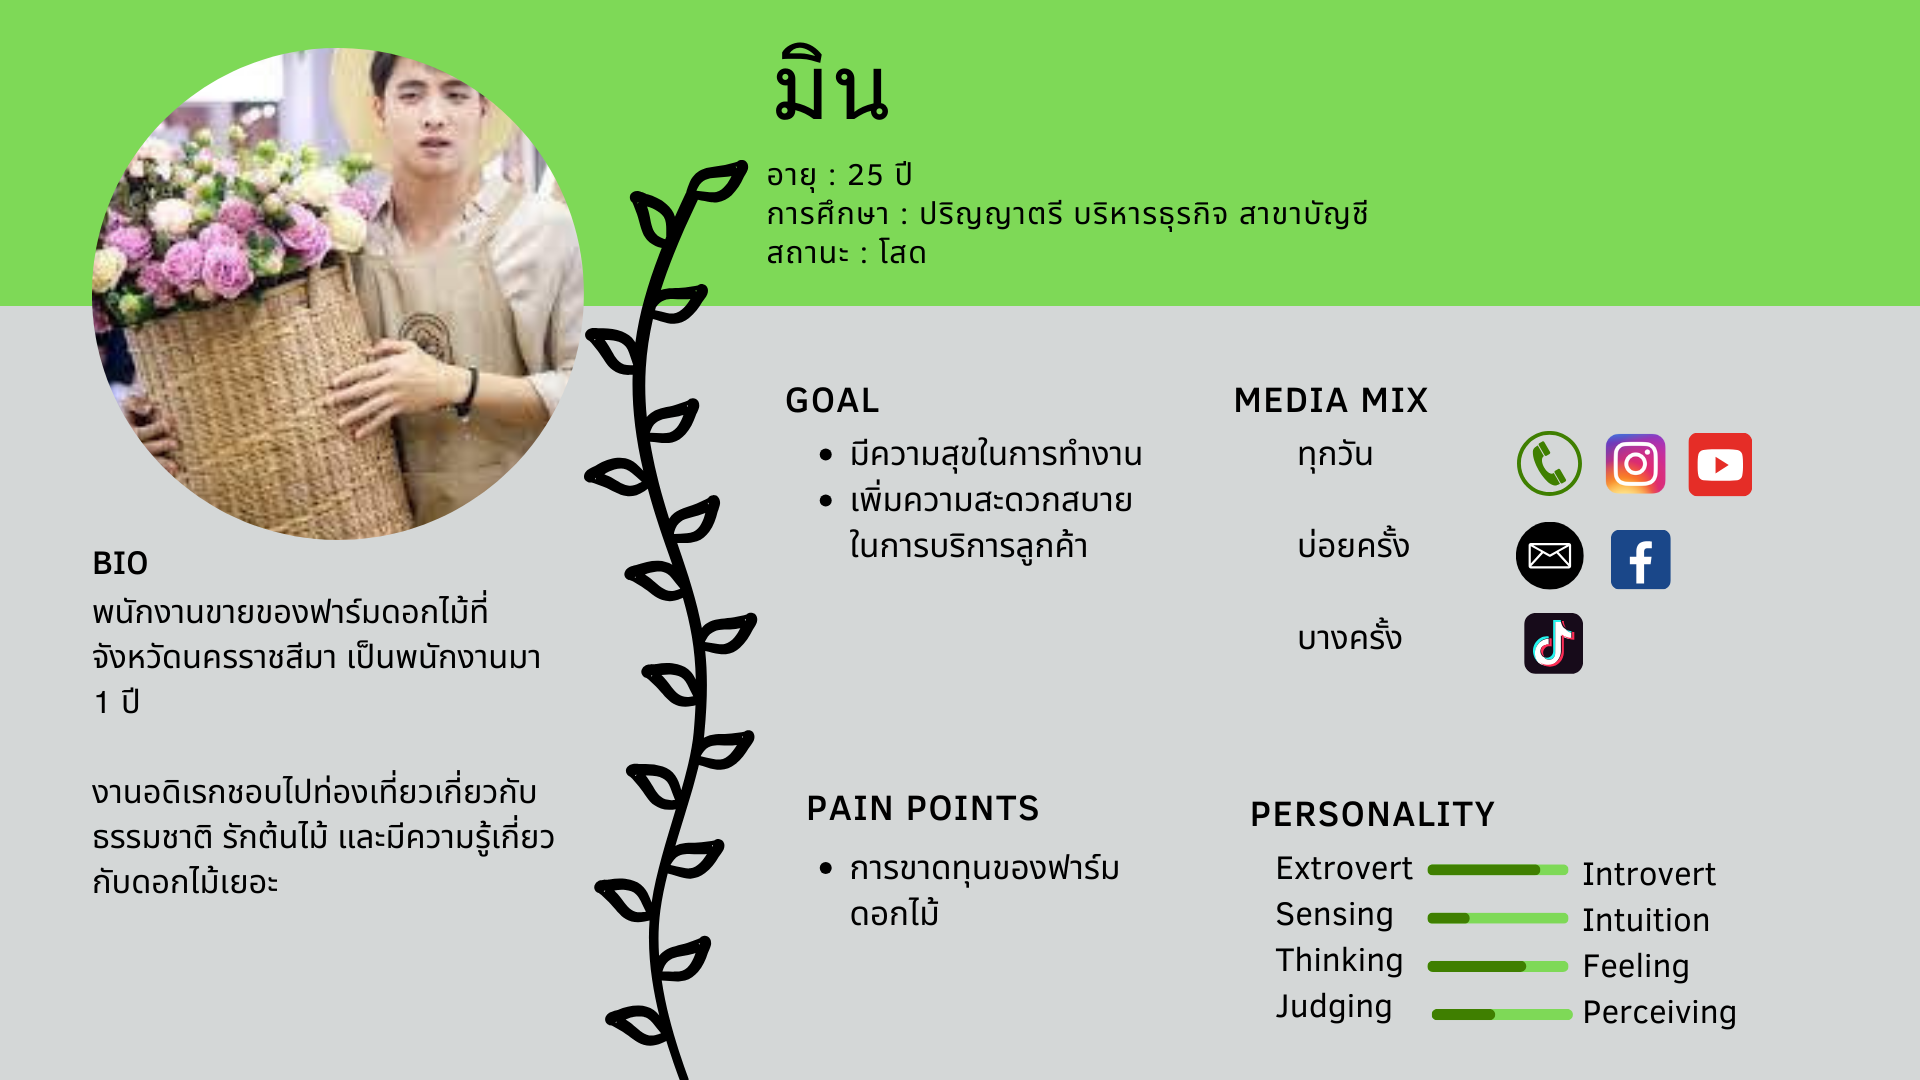 มิน
อายุ : 25 ปี
การศึกษา : ปริญญาตรี บริหารธุรกิจ สาขาบัญชี
สถานะ : โสด
BIO
พนักงานขายของฟาร์มดอกไม้ที่
จังหวัดนครราชสีมา เป็นพนักงานมา
1 ปี
งานอดิเรกชอบไปท่องเที่ยวเกี่ยวกับ
ธรรมชาติ รักต้นไม้ และมีความรู้เกี่ยว
กับดอกไม้เยอะ
GOAL
• มีความสุขในการทำงาน
• เพิ่มความสะดวกสบาย
ในการบริการลูกค้า
MEDIA MIX
ทุกวัน
บ่อยครั้ง
บางครั้ง
PAIN POINTS
• การขาดทุนของฟาร์ม
ดอกไม้
PERSONALITY
Extrovert Introvert
Sensing Intuition
Thinking Feeling
Judging Perceiving